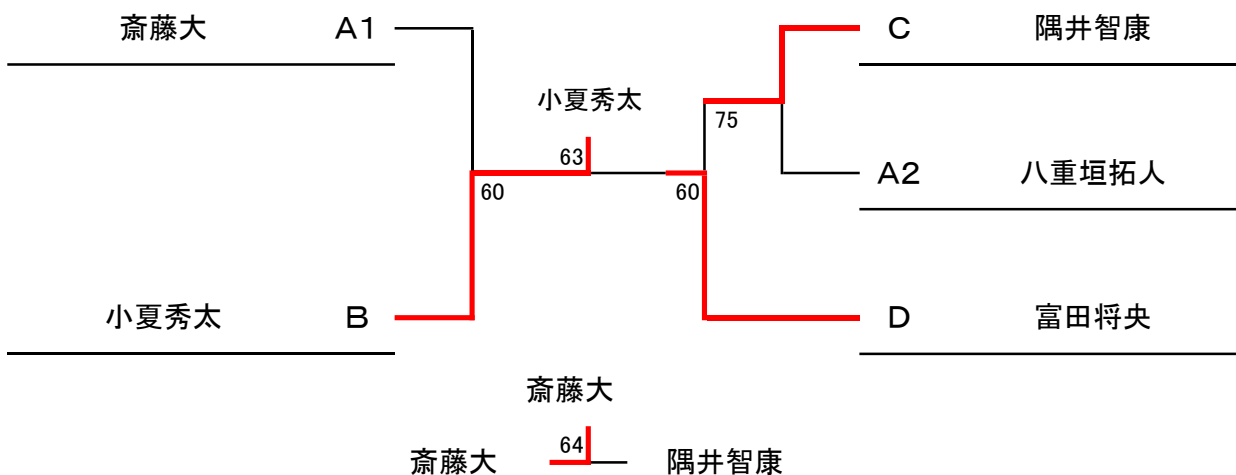 斎藤大 A1
C 隅井智康
小夏秀太
75
63
A2 八重垣拓人
60
60
小夏秀太 B
D 富田将央
斎藤大
64
斎藤大 隅井智康